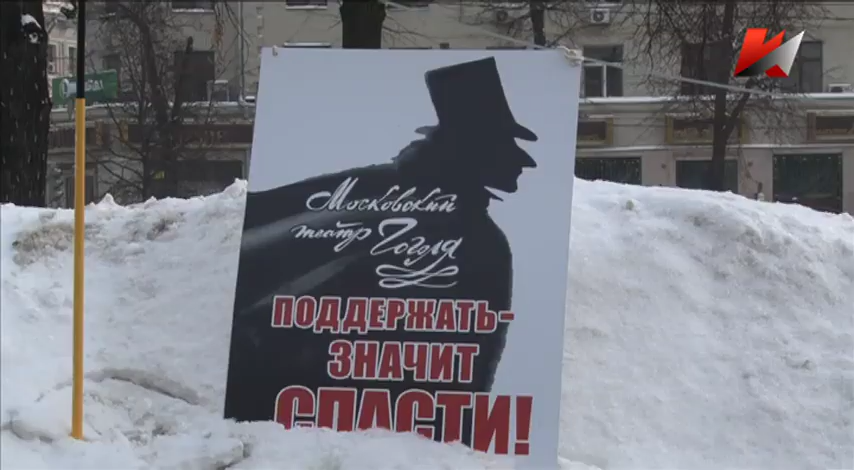 Московский
театр Гоголя
ПОДДЕРЖАТЬ-
ЗНАЧИТ
СПАСТИ!